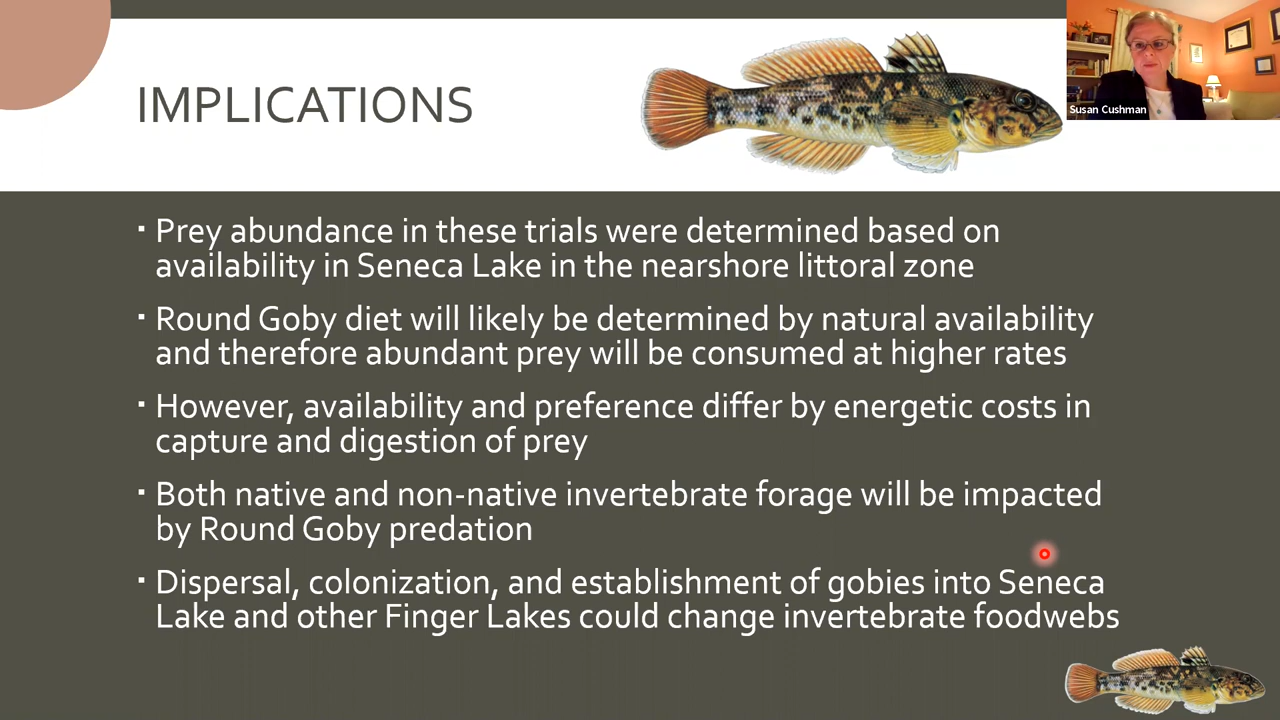 IMPLICATIONS
Susan Cushman
▪ Prey abundance in these trials were determined based on
availability in Seneca Lake in the nearshore littoral zone
▪ Round Goby diet will likely be determined by natural availability
and therefore abundant prey will be consumed at higher rates
▪ However, availability and preference differ by energetic costs in
capture and digestion of prey
▪ Both native and non-native invertebrate forage will be impacted
by Round Goby predation
▪ Dispersal, colonization, and establishment of gobies into Seneca
Lake and other Finger Lakes could change invertebrate foodwebs